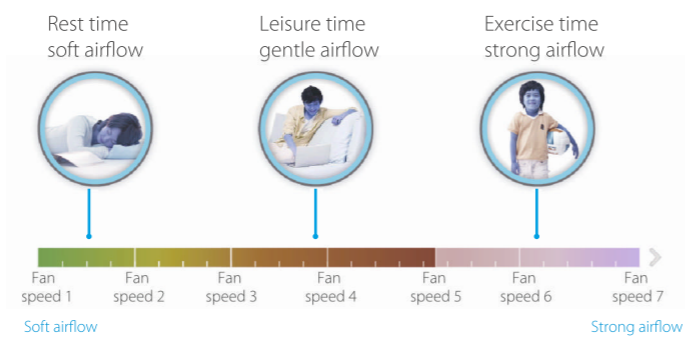 Rest time
soft airflow
Leisure time
gentle airflow
Exercise time
strong airflow
Fan
speed 1
Fan
speed 2
Fan
speed 3
Fan
speed 4
Fan
speed 5
Fan
speed 6
Fan
speed 7
Soft airflow
Strong airflow